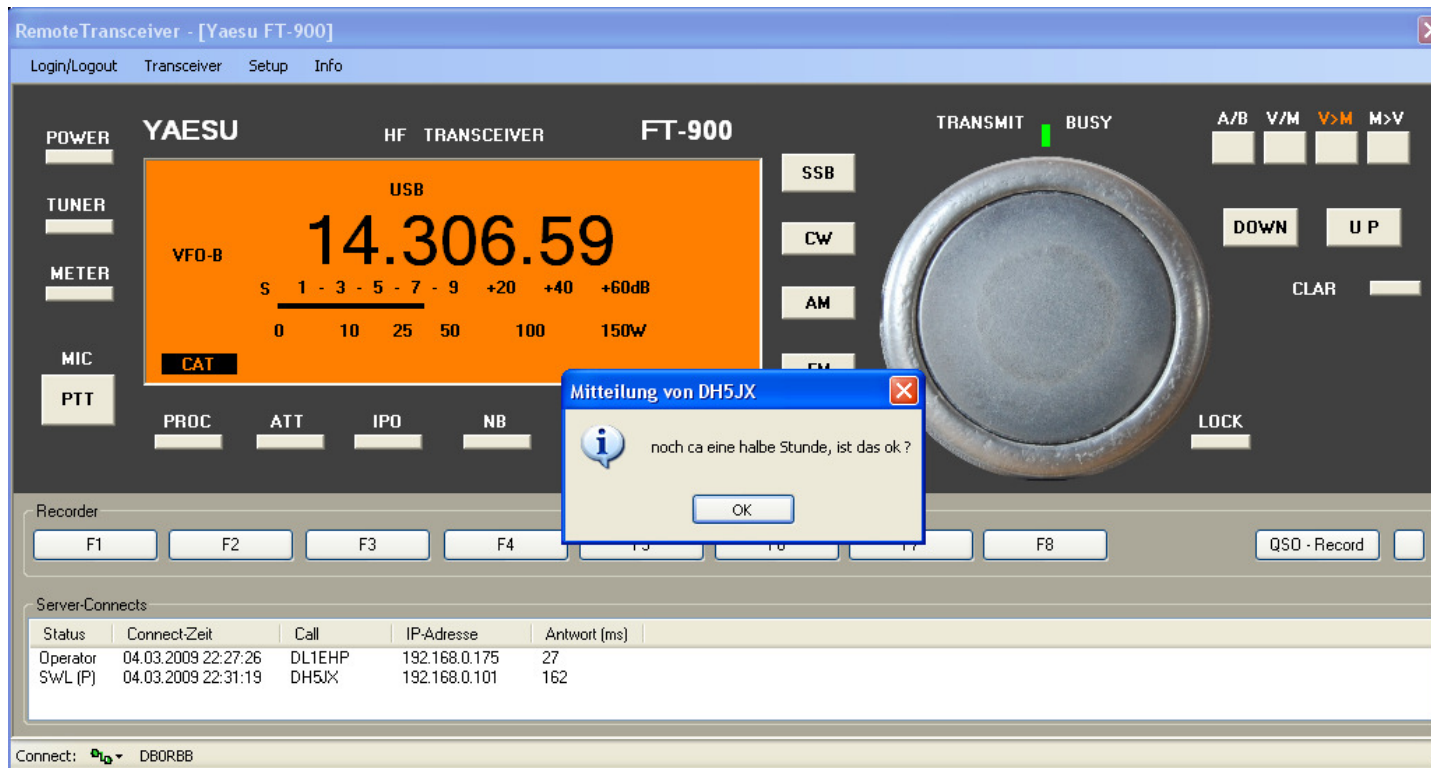 RemoteTransceiver - [Yaesu FT-900]
Login/Logout Transceiver Setup Info
POWER
TUNER
METER
MIC
PTT
YAESU HF TRANSCEIVER FT-900
USB
VFO-B 14.306.59
S 1 - 3 - 5 - 7 - 9 +20 +40 +60dB
0 10 25 50 100 150W
CAT
PROC ATT IPO NB
SSB
CW
AM
TRANSMIT BUSY
A/B V/M V>M M>V
DOWN U P
CLAR
LOCK
Mitteilung von DH5JX
noch ca eine halbe Stunde, ist das ok ?
OK
Recorder
F1 F2 F3 F4 F8 QSO - Record
Server-Connects
Status Connect-Zeit Call IP-Adresse Antwort (ms)
Operator 04.03.2009 22:27:26 DL1EHP 192.168.0.175 27
SWL (P) 04.03.2009 22:31:19 DH5JX 192.168.0.101 162
Connect: DB0RBB